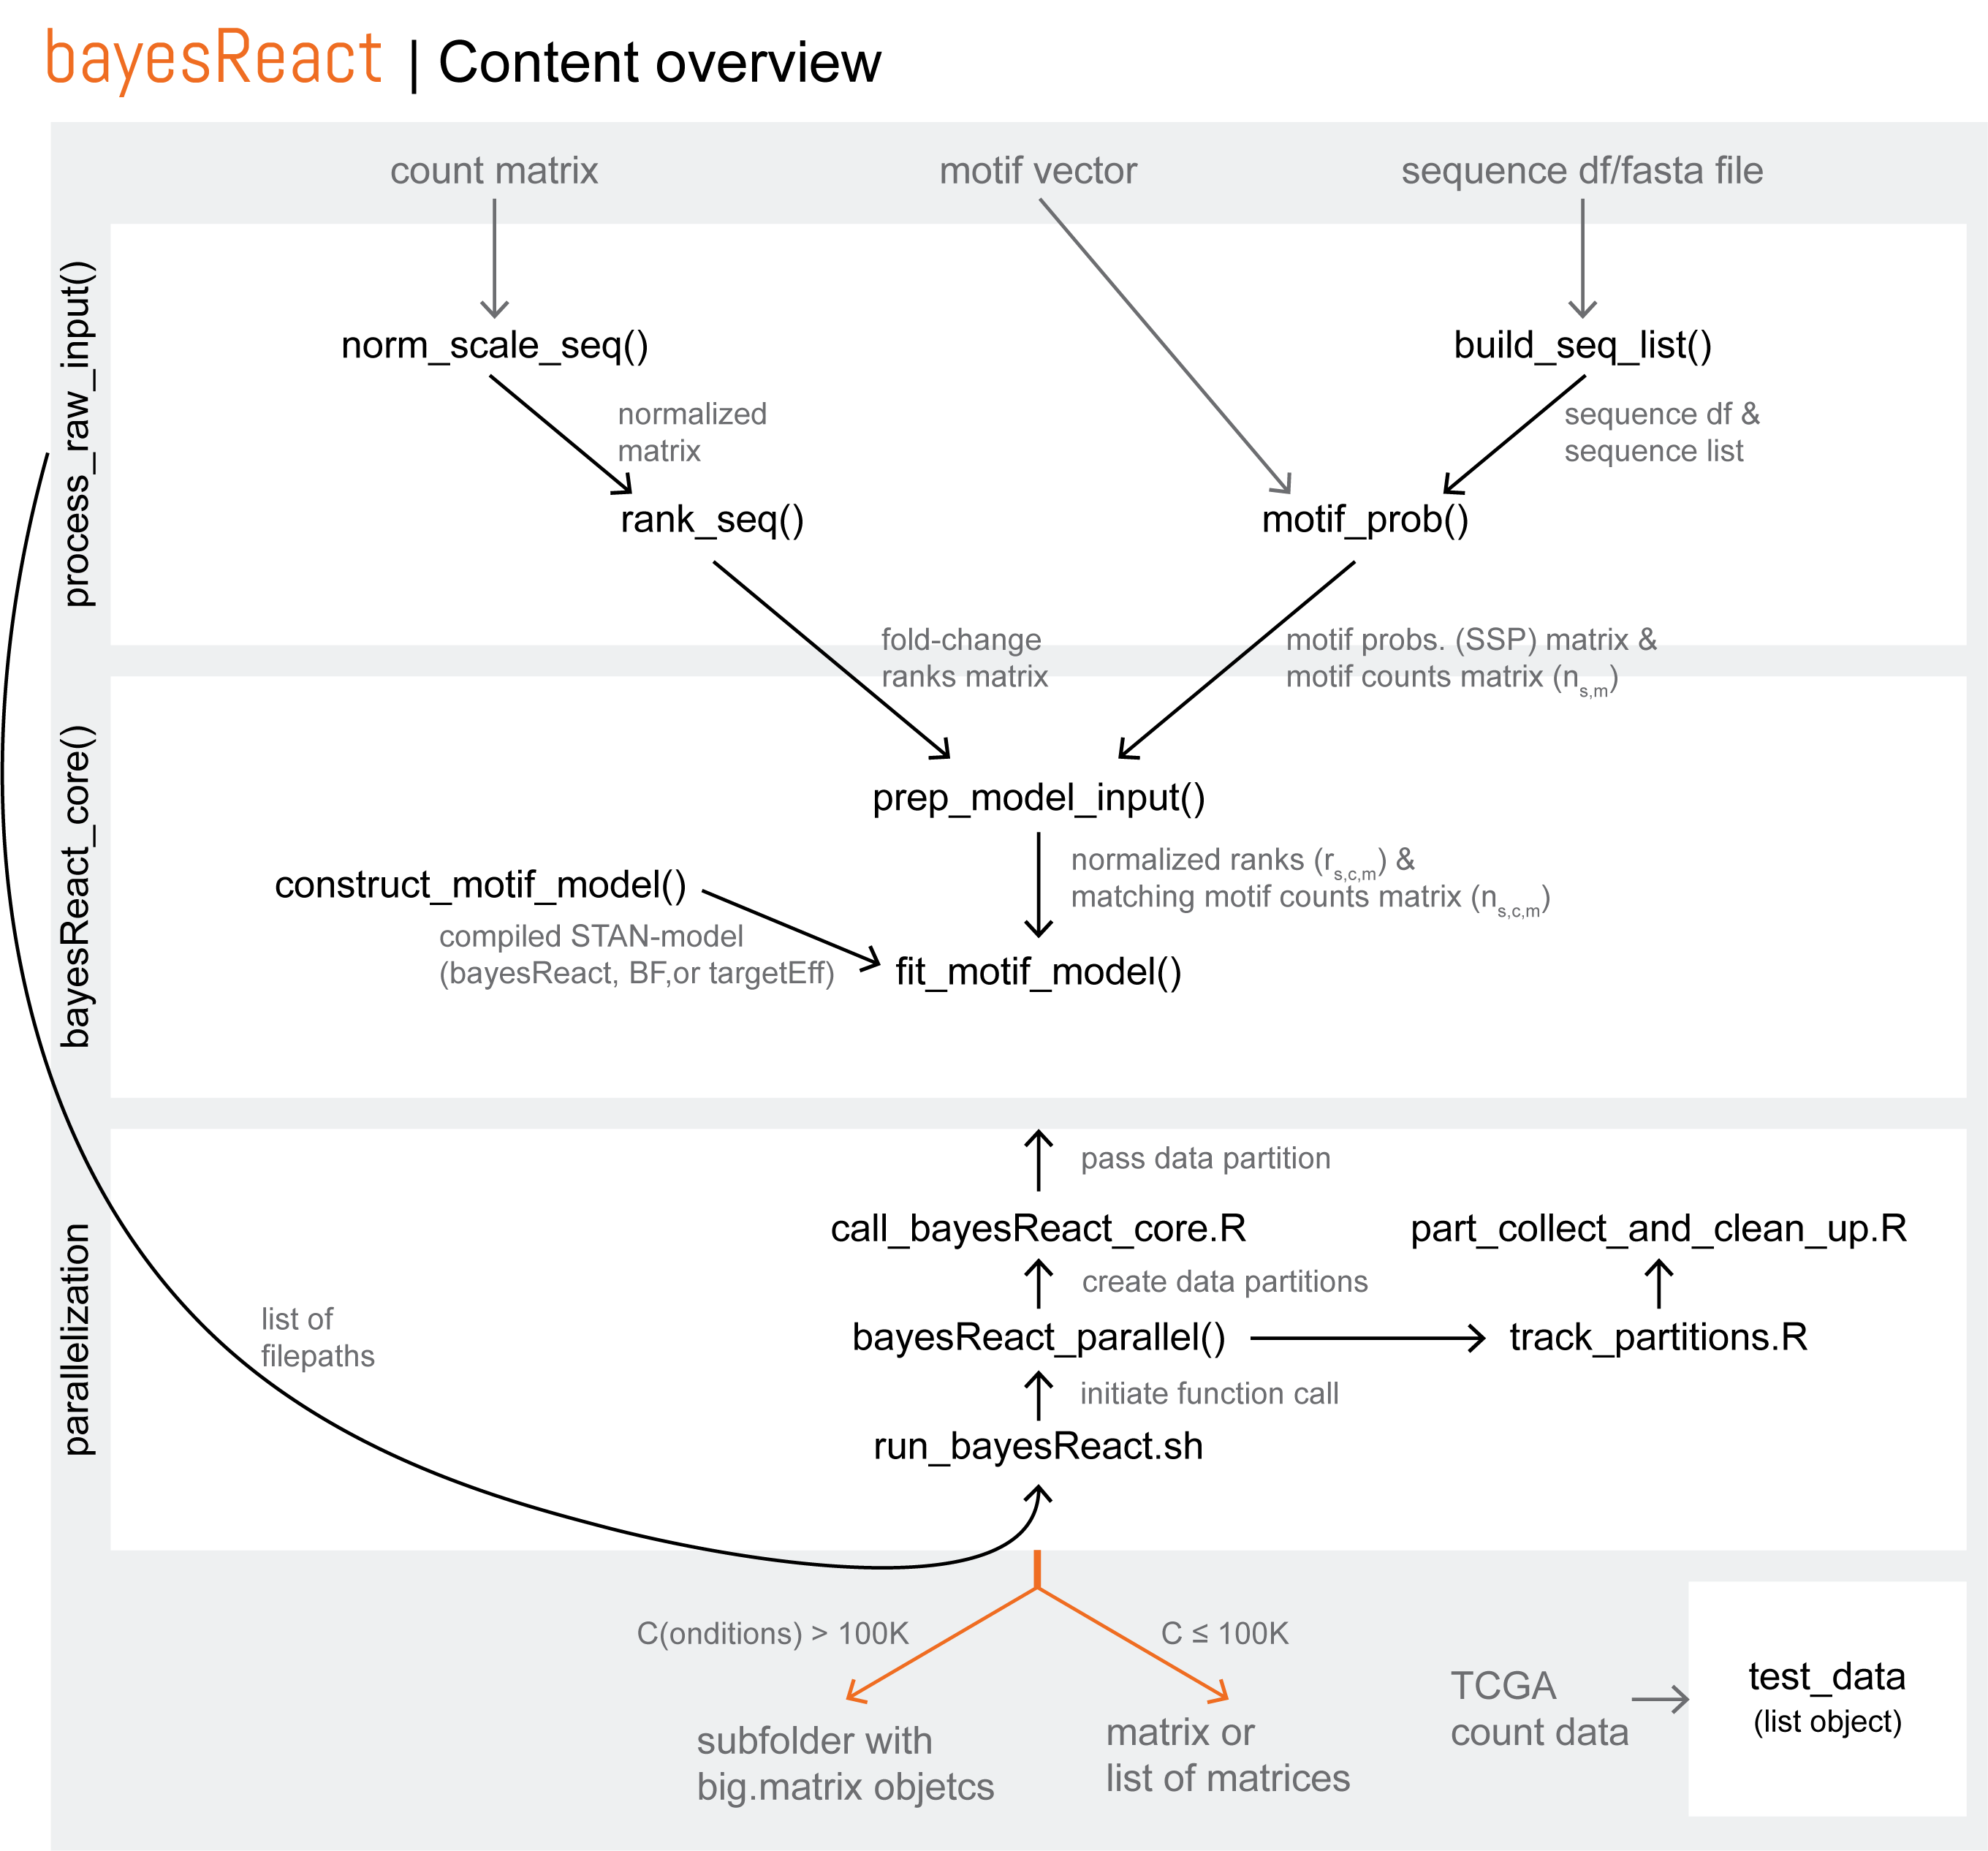 bayesReact | Content overview
count matrix
motif vector
sequence df/fasta file
process_raw_input()
norm_scale_seq()
build_seq_list()
normalized
matrix
sequence df &
sequence list
rank_seq()
motif_prob()
fold-change
ranks matrix
motif probs. (SSP) matrix &
motif counts matrix (n_s,m)
bayesReact_core()
prep_model_input()
normalized ranks (r_s,c,m) &
matching motif counts matrix (n_s,c,m)
construct_motif_model()
compiled STAN-model
(bayesReact, BF,or targetEff)
fit_motif_model()
parallelization
pass data partition
call_bayesReact_core.R
part_collect_and_clean_up.R
create data partitions
list of
filepaths
bayesReact_parallel()
track_partitions.R
initiate function call
run_bayesReact.sh
C(onditions) > 100K
C ≤ 100K
subfolder with
big.matrix objetcs
matrix or
list of matrices
TCGA
count data
test_data
(list object)